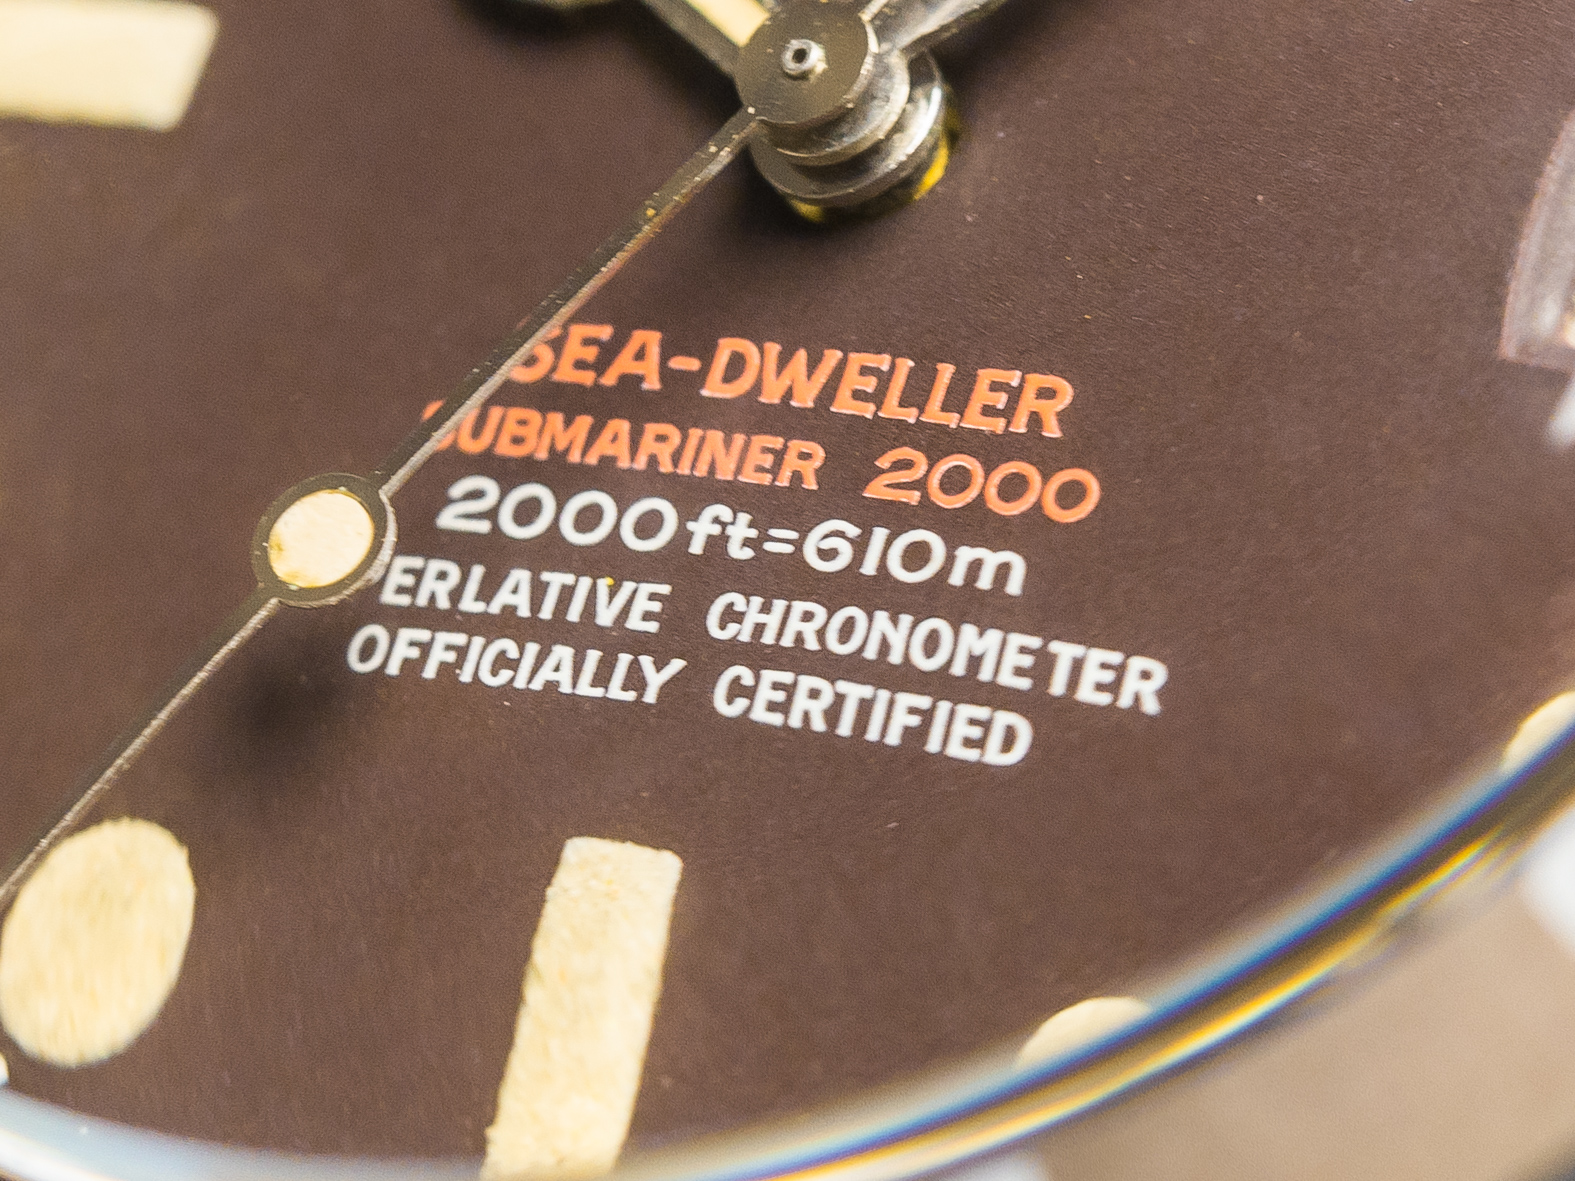 SEA-DWELLER
SUBMARINER 2000
2000ft=610m
ERLATIVE CHRONOMETER
OFFICIALLY CERTIFIED